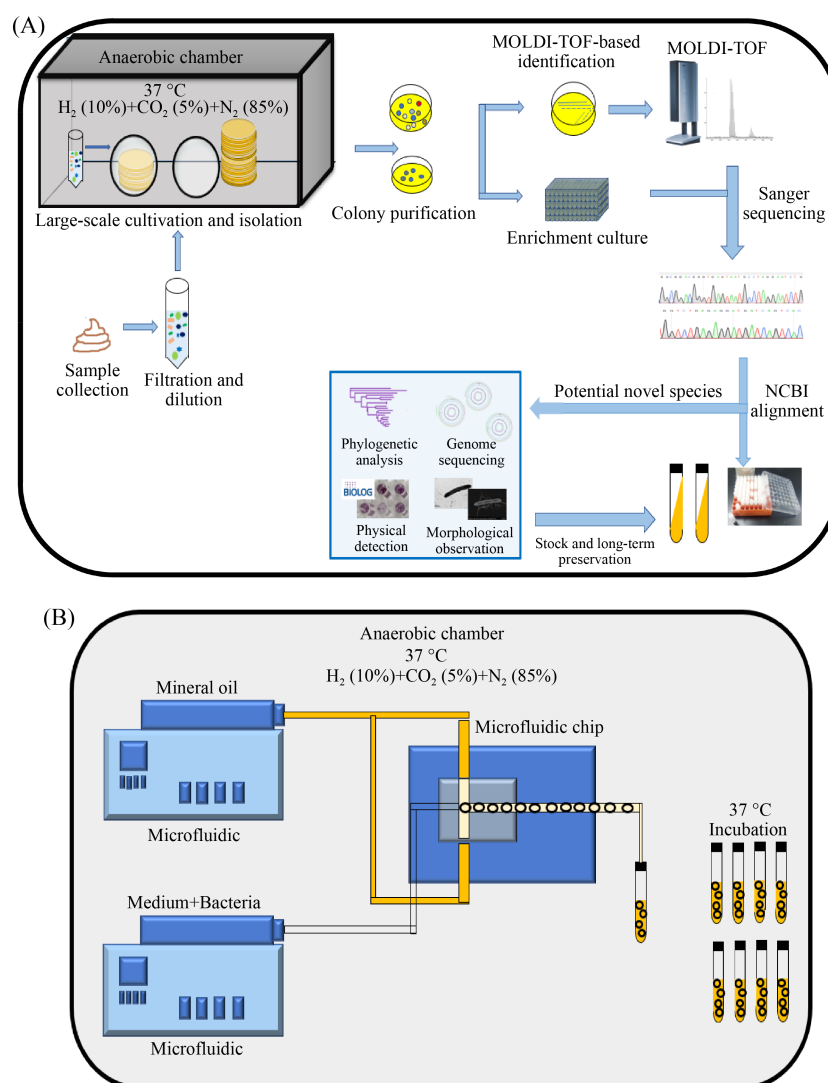 (A)
Anaerobic chamber
37 °C
H₂ (10%)+CO₂ (5%)+N₂ (85%)
Large-scale cultivation and isolation
Colony purification
MOLDI-TOF-based
identification
MOLDI-TOF
Enrichment culture
Sanger
sequencing
Sample
collection
Filtration and
dilution
Potential novel species
NCBI
alignment
Phylogenetic
analysis
Genome
sequencing
BIOLOG
Physical
detection
Morphological
observation
Stock and long-term
preservation
(B)
Anaerobic chamber
37 °C
H₂ (10%)+CO₂ (5%)+N₂ (85%)
Mineral oil
Microfluidic chip
Microfluidic
37 °C
Incubation
Medium+Bacteria
Microfluidic